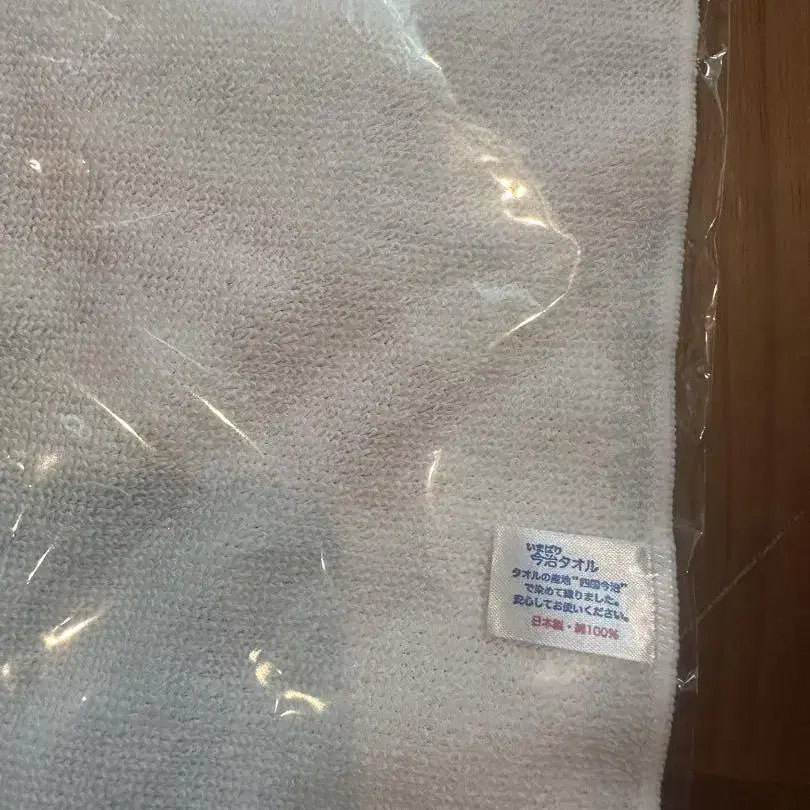 いまばり
今治タオル
タオルの産地"四国今治"
で染めて織りました。
安心してお使いください。
日本製・綿100%